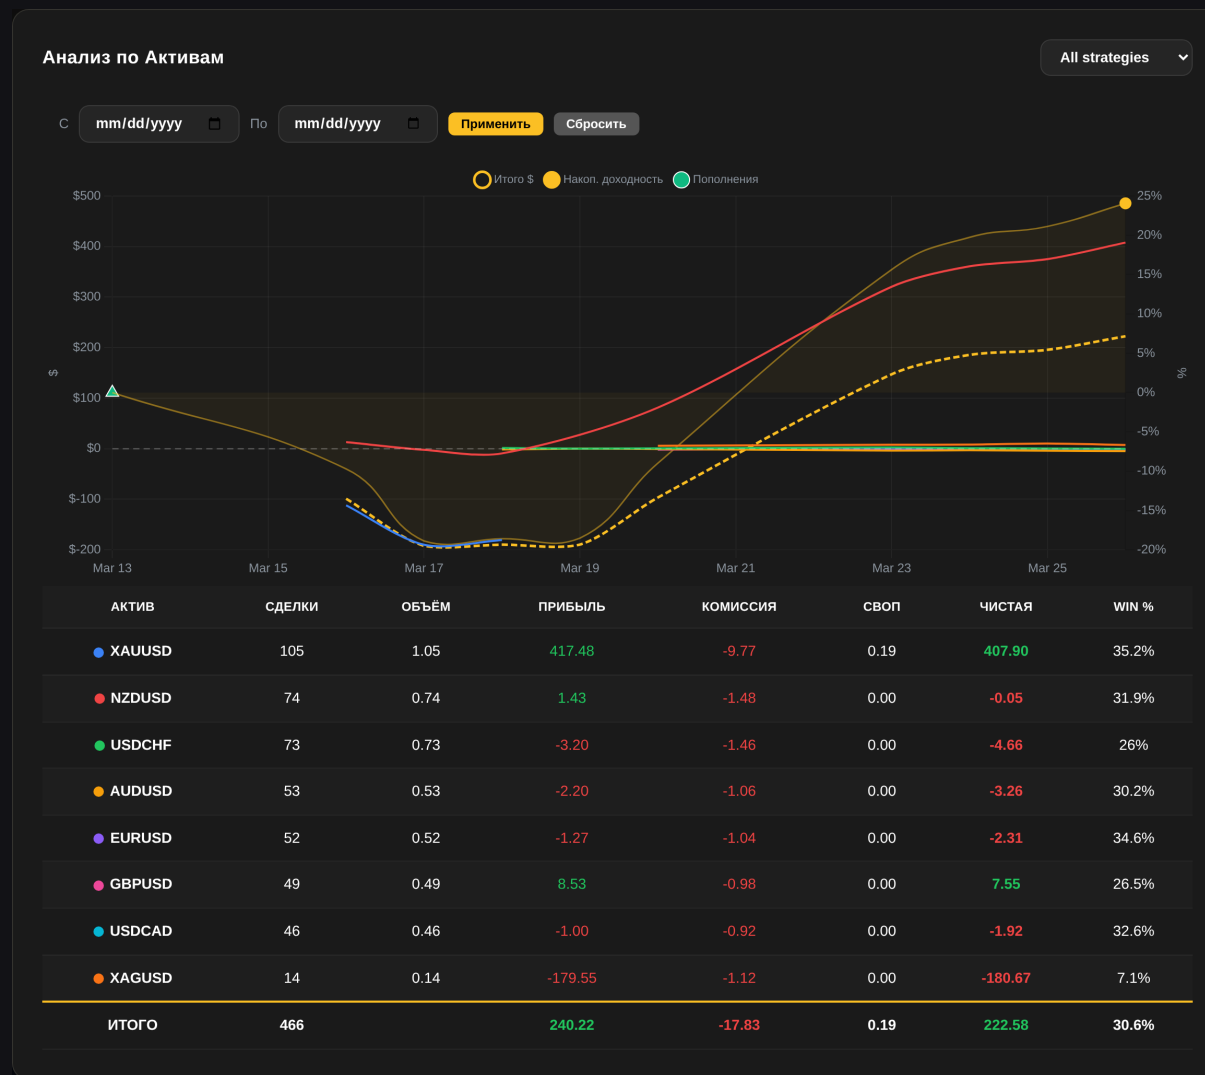 Анализ по Активам
All strategies
С mm/dd/yyyy По mm/dd/yyyy Применить Сбросить
Итого $ Накоп. доходность Пополнения
$500 25%
20%
$400
15%
$300
10%
$200 5%
$ %
$100 0%
-5%
$0
-10%
$-100
-15%
$-200 -20%
Mar 13 Mar 15 Mar 17 Mar 19 Mar 21 Mar 23 Mar 25
АКТИВ СДЕЛКИ ОБЪЁМ ПРИБЫЛЬ КОМИССИЯ СВОП ЧИСТАЯ WIN %
XAUUSD 105 1.05 417.48 -9.77 0.19 407.90 35.2%
NZDUSD 74 0.74 1.43 -1.48 0.00 -0.05 31.9%
USDCHF 73 0.73 -3.20 -1.46 0.00 -4.66 26%
AUDUSD 53 0.53 -2.20 -1.06 0.00 -3.26 30.2%
EURUSD 52 0.52 -1.27 -1.04 0.00 -2.31 34.6%
GBPUSD 49 0.49 8.53 -0.98 0.00 7.55 26.5%
USDCAD 46 0.46 -1.00 -0.92 0.00 -1.92 32.6%
XAGUSD 14 0.14 -179.55 -1.12 0.00 -180.67 7.1%
ИТОГО 466 240.22 -17.83 0.19 222.58 30.6%